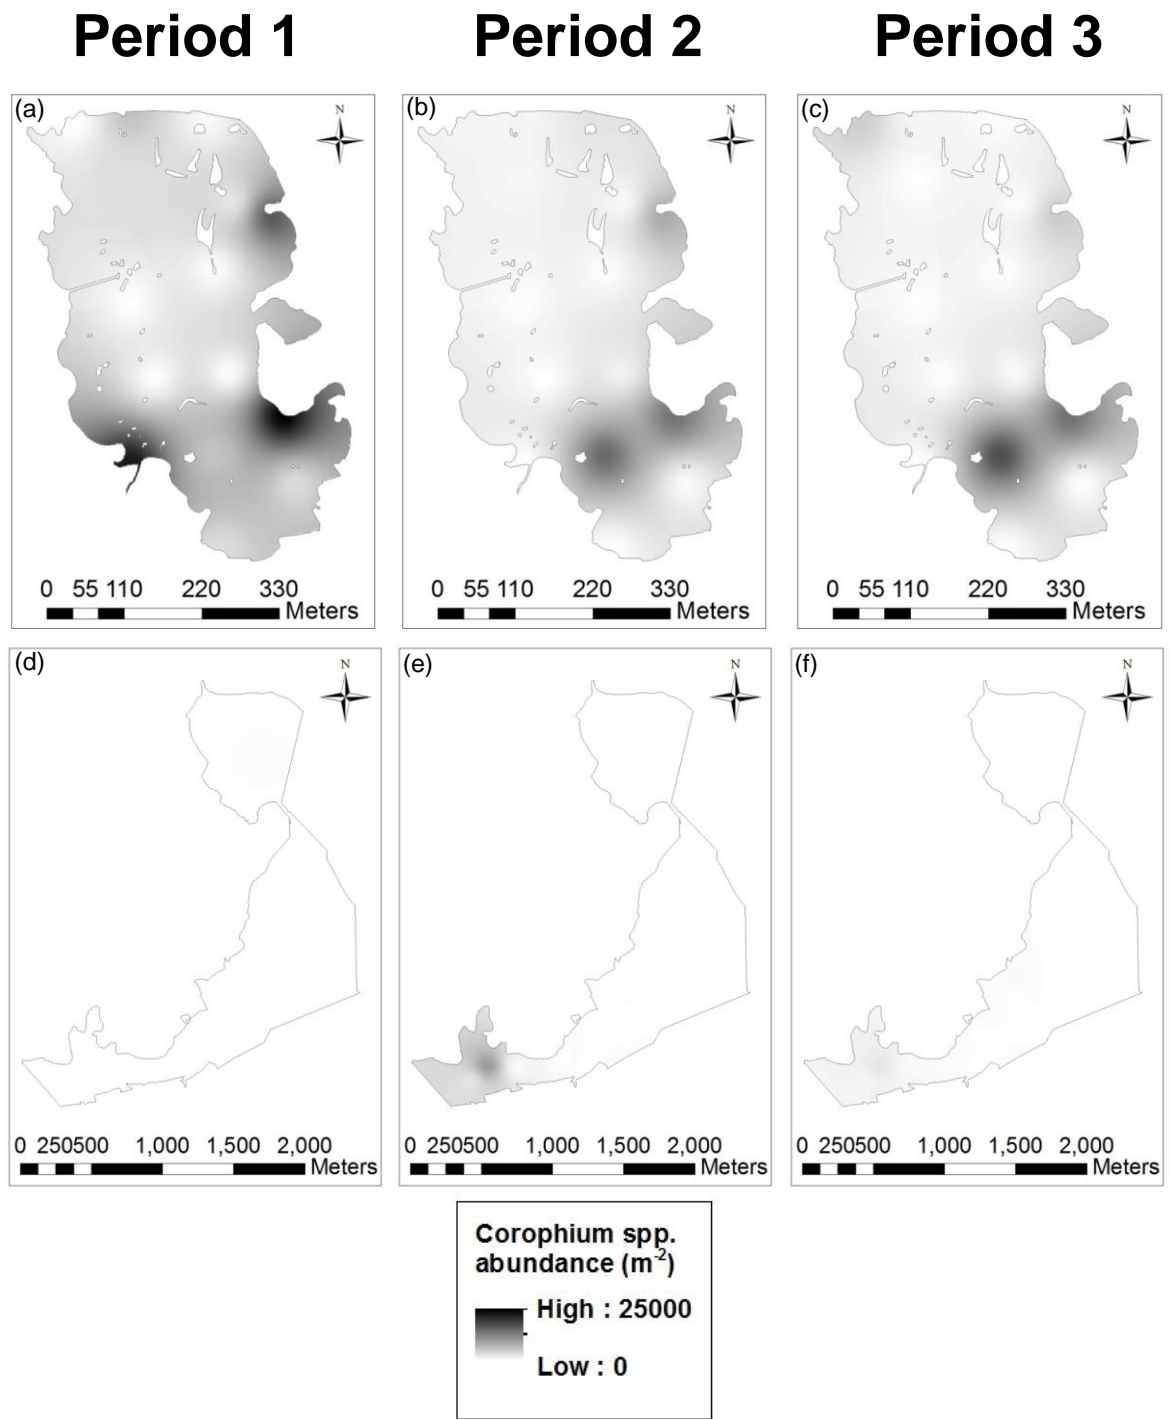 Period 1 Period 2 Period 3
(a) N (b) N (c) N
0 55 110 220 330 0 55 110 220 330 0 55 110 220 330
Meters Meters Meters
(d) N (e) N (f) N
0 250500 1,000 1,500 2,000 0 250500 1,000 1,500 2,000 0 250500 1,000 1,500 2,000
Meters Meters Meters
Corophium spp.
abundance (m⁻²)
High : 25000
Low : 0